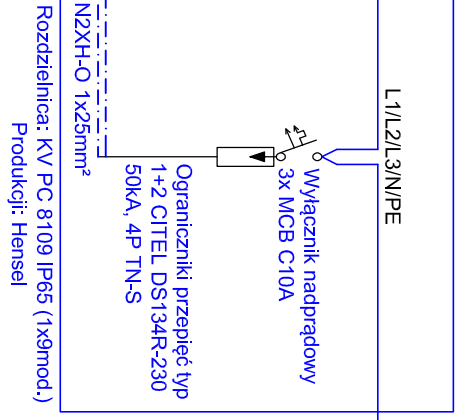 L1/L2/L3/N/PE
Wyłącznik nadprądowy
3x MCB C10A
Ograniczniki przepięć typ
1+2 CITEL DS134R-230
50kA, 4P TN-S
N2XH-O 1x25mm²
Rozdzielnica: KV PC 8109 IP65 (1x9mod.)
Produkcji: Hensel